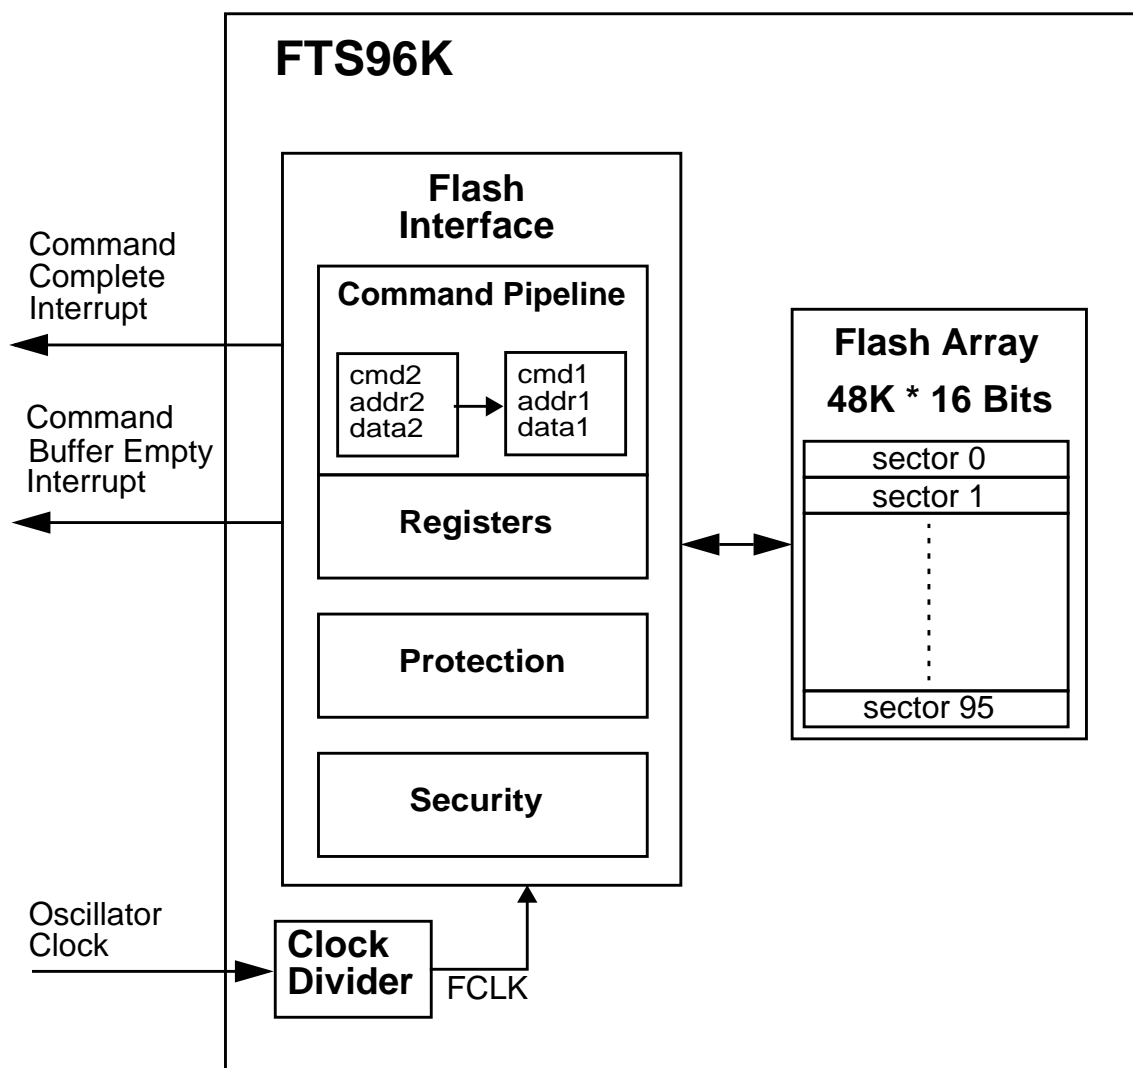 FTS96K
Flash
Interface
Command
Complete
Interrupt
Command Pipeline
cmd2
addr2
data2
cmd1
addr1
data1
Command
Buffer Empty
Interrupt
Registers
Protection
Security
Flash Array
48K * 16 Bits
sector 0
sector 1
sector 95
Oscillator
Clock
Clock
Divider
FCLK